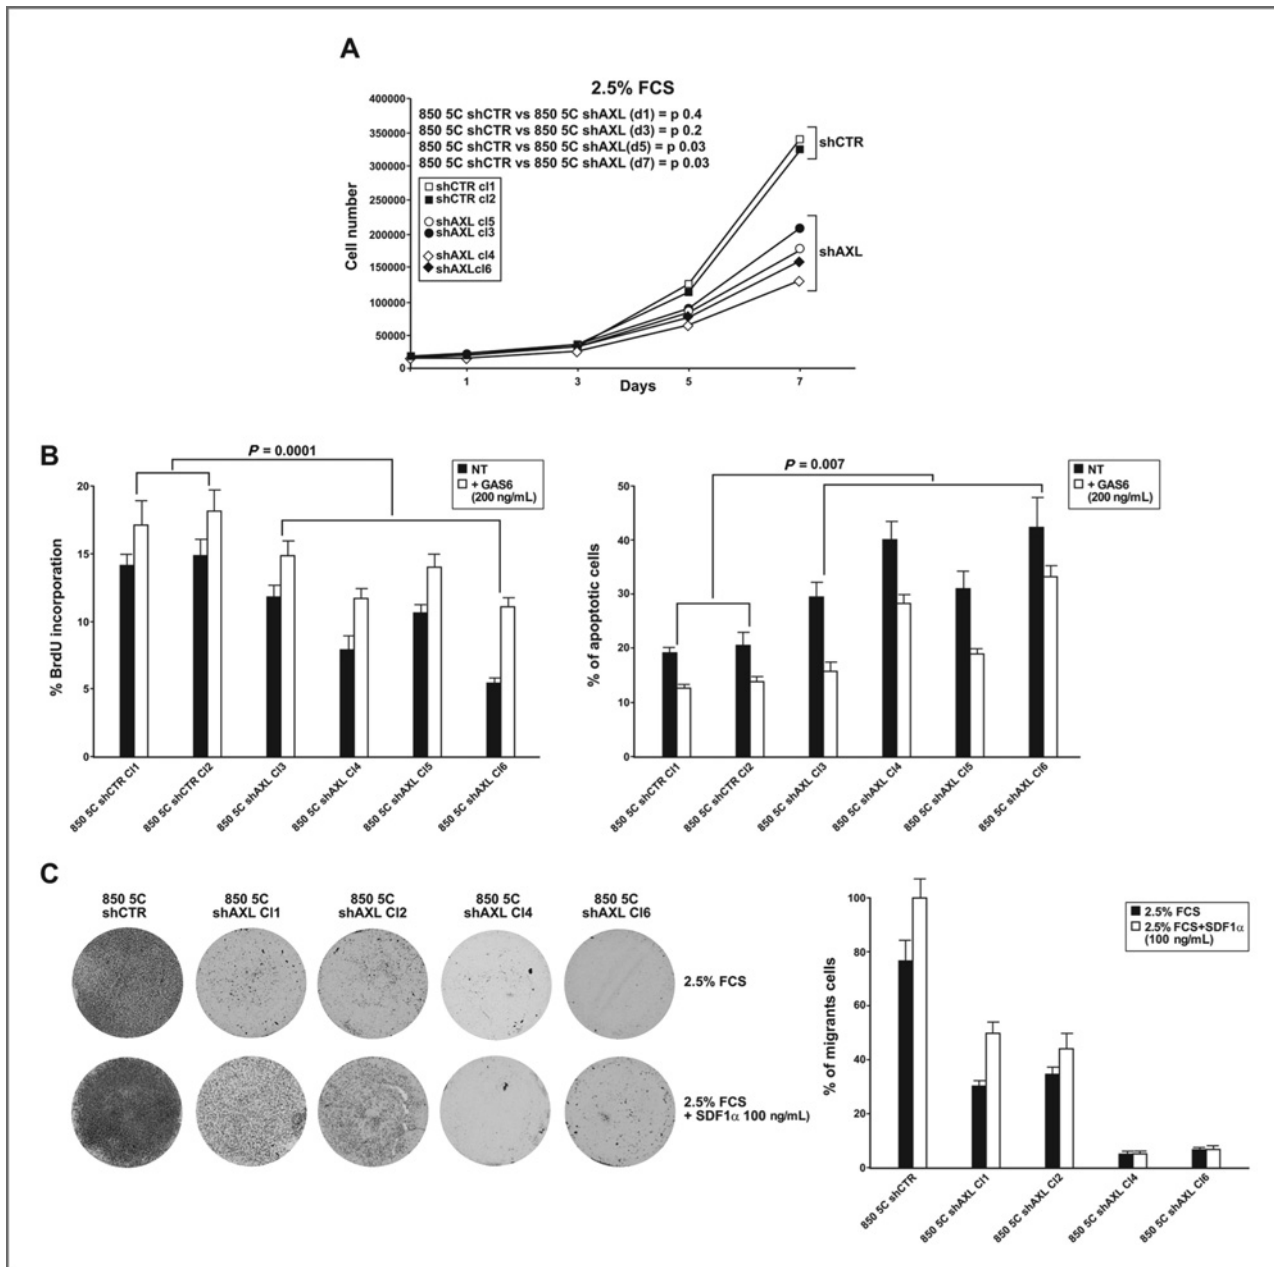 A
2.5% FCS
850 5C shCTR vs 850 5C shAXL (d1) = p 0.4
850 5C shCTR vs 850 5C shAXL (d3) = p 0.2
850 5C shCTR vs 850 5C shAXL(d5) = p 0.03
850 5C shCTR vs 850 5C shAXL (d7) = p 0.03
400000
350000
300000
250000
200000
150000
100000
50000
0
Cell number
shCTR cl1
shCTR cl2
shAXL cl5
shAXL cl3
shAXL cl4
shAXLcl6
shCTR
shAXL
1
3
5
7
Days
B
P = 0.0001
NT
+ GAS6
(200 ng/mL)
20
15
10
5
0
% BrdU incorporation
850 5C shCTR Cl1
850 5C shCTR Cl2
850 5C shAXL Cl3
850 5C shAXL Cl4
850 5C shAXL Cl5
850 5C shAXL Cl6
P = 0.007
NT
+ GAS6
(200 ng/mL)
50
40
30
20
10
0
% of apoptotic cells
850 5C shCTR Cl1
850 5C shCTR Cl2
850 5C shAXL Cl3
850 5C shAXL Cl4
850 5C shAXL Cl5
850 5C shAXL Cl6
C
850 5C
shCTR
850 5C
shAXL Cl1
850 5C
shAXL Cl2
850 5C
shAXL Cl4
850 5C
shAXL Cl6
2.5% FCS
2.5% FCS
+ SDF1α 100 ng/mL)
2.5% FCS
2.5% FCS+SDF1α
(100 ng/mL)
100
80
60
40
20
0
% of migrants cells
850 5C shCTR
850 5C shAXL Cl1
850 5C shAXL Cl2
850 5C shAXL Cl4
850 5C shAXL Cl6